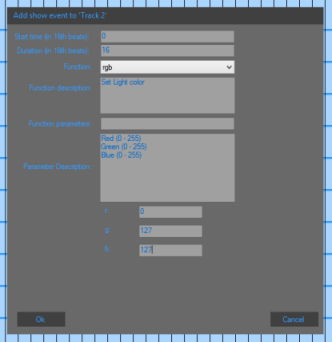 Add show event to 'Track 2'
Start time (in 16th beats): 0
Duration (in 16th beats): 16
Function: rgb
Function description: Set Light color
Function parameters:
Parameter Description: Red (0 - 255)
Green (0 - 255)
Blue (0 - 255)
r: 0
g: 127
b: 127
Ok Cancel